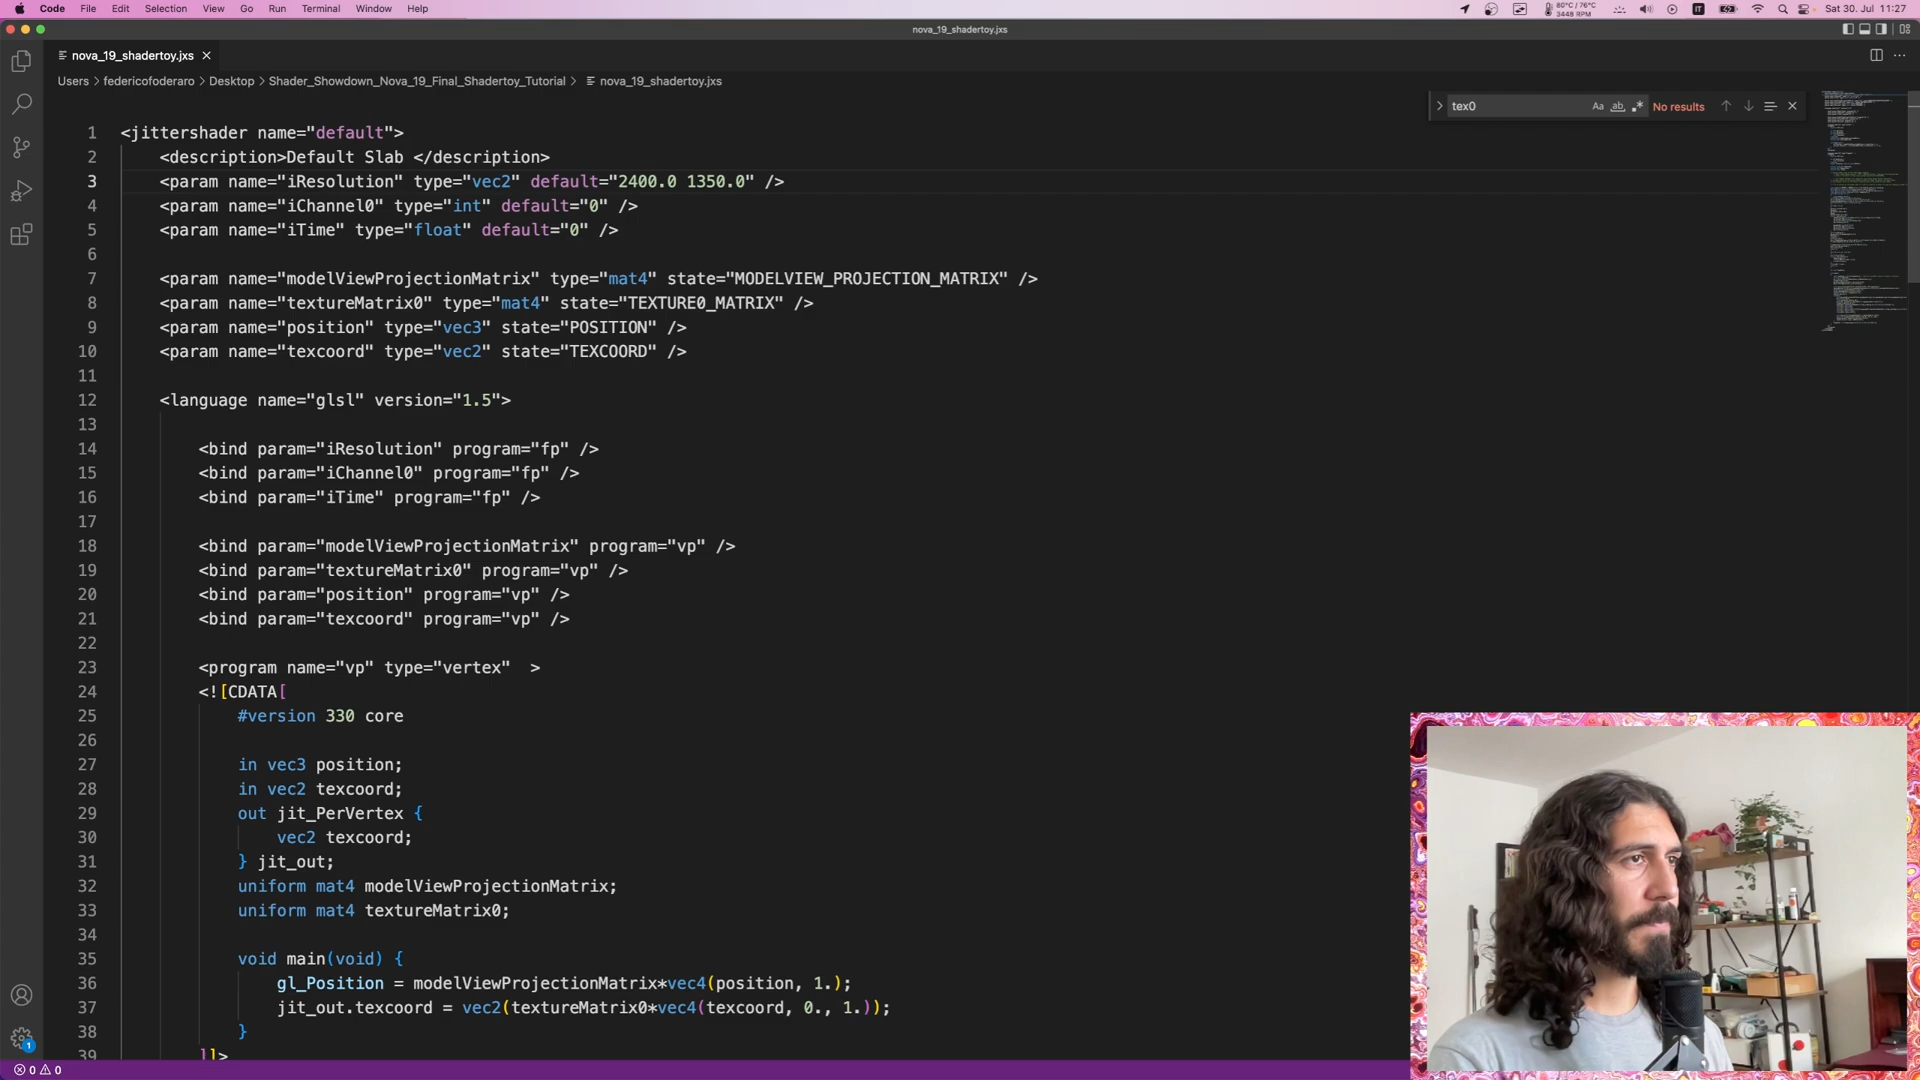 Code File Edit Selection View Go Run Terminal Window Help
80°C / 76°C
3448 RPM
IT
Sat 30. Jul 11:27
nova_19_shadertoy.jxs
nova_19_shadertoy.jxs
Users > federicofoderaro > Desktop > Shader_Showdown_Nova_19_Final_Shadertoy_Tutorial > nova_19_shadertoy.jxs
tex0 Aa ab No results
1 <jittershader name="default">
2 <description>Default Slab </description>
3 <param name="iResolution" type="vec2" default="2400.0 1350.0" />
4 <param name="iChannel0" type="int" default="0" />
5 <param name="iTime" type="float" default="0" />
6
7 <param name="modelViewProjectionMatrix" type="mat4" state="MODELVIEW_PROJECTION_MATRIX" />
8 <param name="textureMatrix0" type="mat4" state="TEXTURE0_MATRIX" />
9 <param name="position" type="vec3" state="POSITION" />
10 <param name="texcoord" type="vec2" state="TEXCOORD" />
11
12 <language name="glsl" version="1.5">
13
14 <bind param="iResolution" program="fp" />
15 <bind param="iChannel0" program="fp" />
16 <bind param="iTime" program="fp" />
17
18 <bind param="modelViewProjectionMatrix" program="vp" />
19 <bind param="textureMatrix0" program="vp" />
20 <bind param="position" program="vp" />
21 <bind param="texcoord" program="vp" />
22
23 <program name="vp" type="vertex"  >
24 <![CDATA[
25 #version 330 core
26
27 in vec3 position;
28 in vec2 texcoord;
29 out jit_PerVertex {
30 vec2 texcoord;
31 } jit_out;
32 uniform mat4 modelViewProjectionMatrix;
33 uniform mat4 textureMatrix0;
34
35 void main(void) {
36 gl_Position = modelViewProjectionMatrix*vec4(position, 1.);
37 jit_out.texcoord = vec2(textureMatrix0*vec4(texcoord, 0., 1.));
38 }
39 ]]>
1
0 0